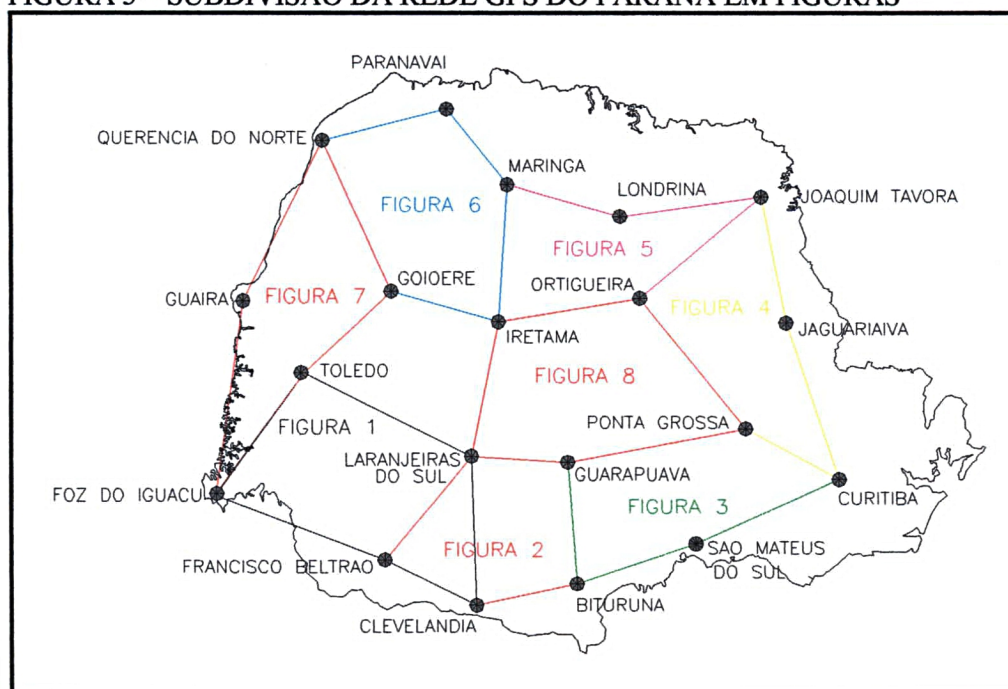 FIGURA 5 – SUBDIVISÃO DA REDE GPS DO PARANÁ EM FIGURAS
PARANAVAI
QUERENCIA DO NORTE
MARINGA
LONDRINA
JOAQUIM TAVORA
FIGURA 6
FIGURA 5
GOIOERE
ORTIGUEIRA
GUAIRA
FIGURA 7
FIGURA 4
IRETAMA
JAGUARIAIVA
TOLEDO
FIGURA 8
FIGURA 1
PONTA GROSSA
LARANJEIRAS
DO SUL
GUARAPUAVA
FOZ DO IGUACU
CURITIBA
FIGURA 3
FIGURA 2
SAO MATEUS
DO SUL
FRANCISCO BELTRAO
BITURUNA
CLEVELANDIA